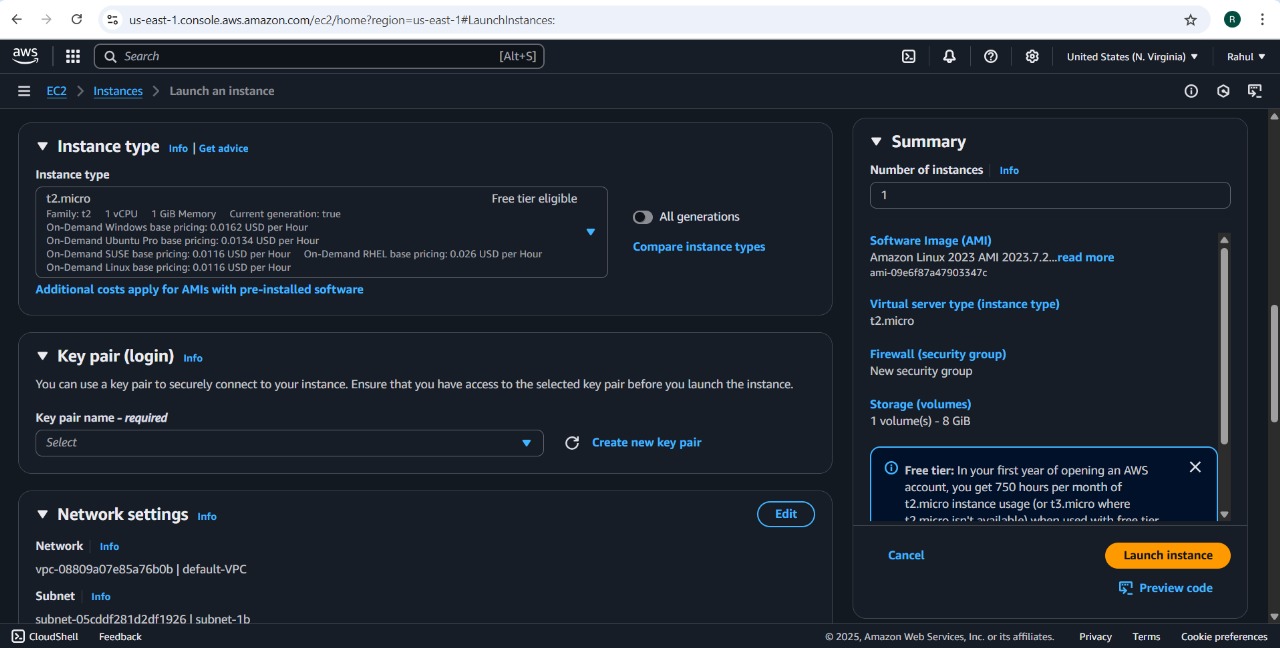 us-east-1.console.aws.amazon.com/ec2/home?region=us-east-1#LaunchInstances:
R
aws
Search
[Alt+S]
United States (N. Virginia)
Rahul
EC2
Instances
Launch an instance
Instance type
Info | Get advice
Instance type
t2.micro
Free tier eligible
Family: t2 1 vCPU 1 GiB Memory Current generation: true
On-Demand Windows base pricing: 0.0162 USD per Hour
On-Demand Ubuntu Pro base pricing: 0.0134 USD per Hour
On-Demand SUSE base pricing: 0.0116 USD per Hour On-Demand RHEL base pricing: 0.026 USD per Hour
On-Demand Linux base pricing: 0.0116 USD per Hour
All generations
Compare instance types
Additional costs apply for AMIs with pre-installed software
Key pair (login)
Info
You can use a key pair to securely connect to your instance. Ensure that you have access to the selected key pair before you launch the instance.
Key pair name - required
Select
Create new key pair
Network settings
Info
Edit
Network
Info
vpc-08809a07e85a76b0b | default-VPC
Subnet
Info
subnet-05cddf281d2df1926 | subnet-1b
Summary
Number of instances
Info
1
Software Image (AMI)
Amazon Linux 2023 AMI 2023.7.2...read more
ami-09e6f87a47903347c
Virtual server type (instance type)
t2.micro
Firewall (security group)
New security group
Storage (volumes)
1 volume(s) - 8 GiB
Free tier: In your first year of opening an AWS
account, you get 750 hours per month of
t2.micro instance usage (or t3.micro where
t2.micro isn't available) when used with free tier
Cancel
Launch instance
Preview code
CloudShell
Feedback
© 2025, Amazon Web Services, Inc. or its affiliates.
Privacy
Terms
Cookie preferences